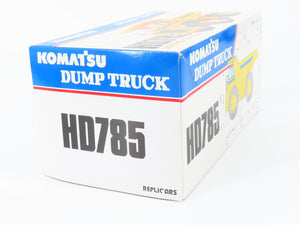 KOMATSU
DUMP TRUCK
HD785
REPLICARS
KOMATSU
DUMP TRUCK
HD785